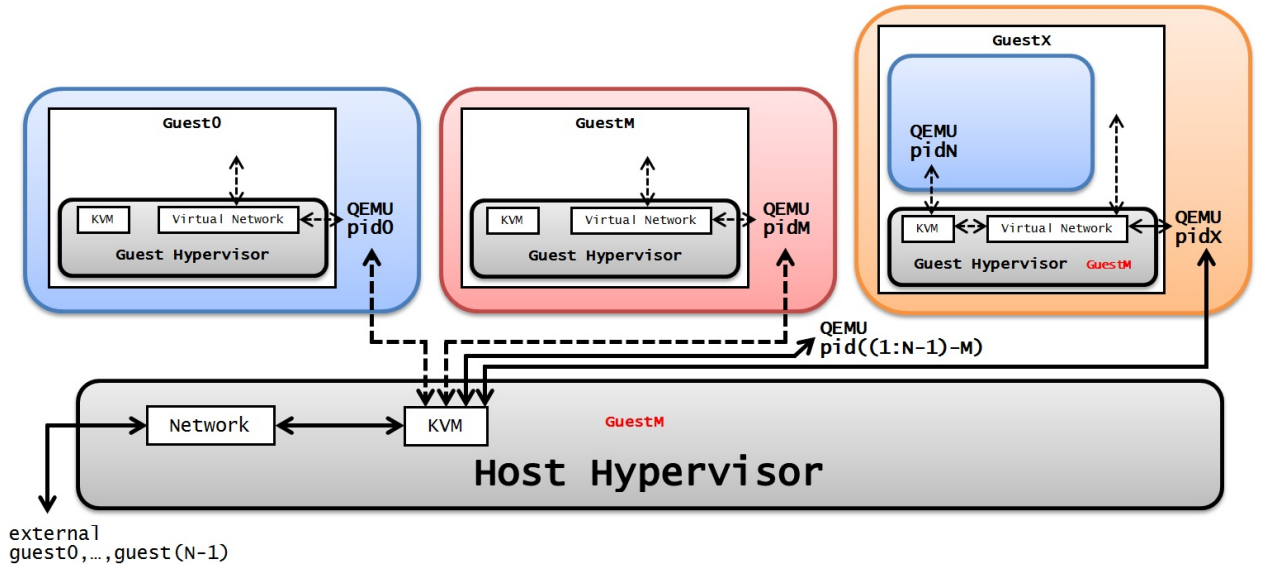 Guest0
KVM
Virtual Network
Guest Hypervisor
QEMU
pid0
GuestM
KVM
Virtual Network
Guest Hypervisor
QEMU
pidM
GuestX
QEMU
pidN
KVM
Virtual Network
Guest Hypervisor GuestM
QEMU
pidX
QEMU
pid((1:N-1)-M)
Network
KVM
GuestM
Host Hypervisor
external
guest0,…,guest(N-1)